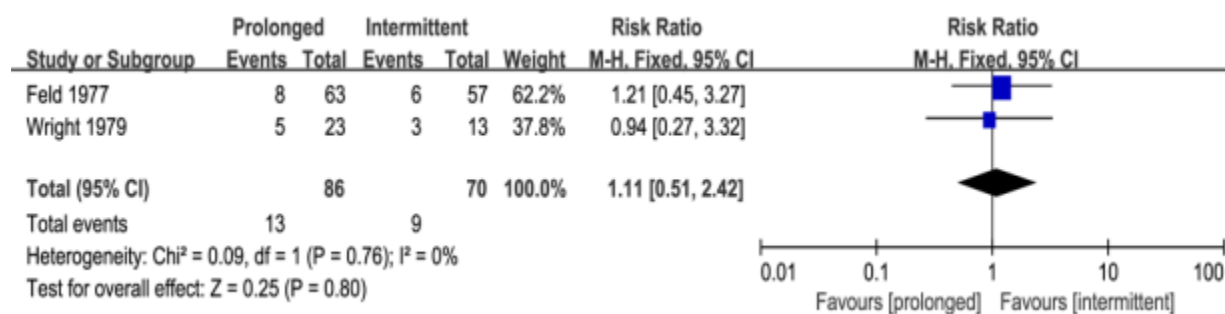 Prolonged Intermittent Risk Ratio Risk Ratio
Study or Subgroup Events Total Events Total Weight M-H, Fixed, 95% CI M-H, Fixed, 95% CI
Feld 1977 8 63 6 57 62.2% 1.21 [0.45, 3.27]
Wright 1979 5 23 3 13 37.8% 0.94 [0.27, 3.32]
Total (95% CI) 86 70 100.0% 1.11 [0.51, 2.42]
Total events 13 9
Heterogeneity: Chi² = 0.09, df = 1 (P = 0.76); I² = 0%
Test for overall effect: Z = 0.25 (P = 0.80)
0.01 0.1 1 10 100
Favours [prolonged] Favours [intermittent]